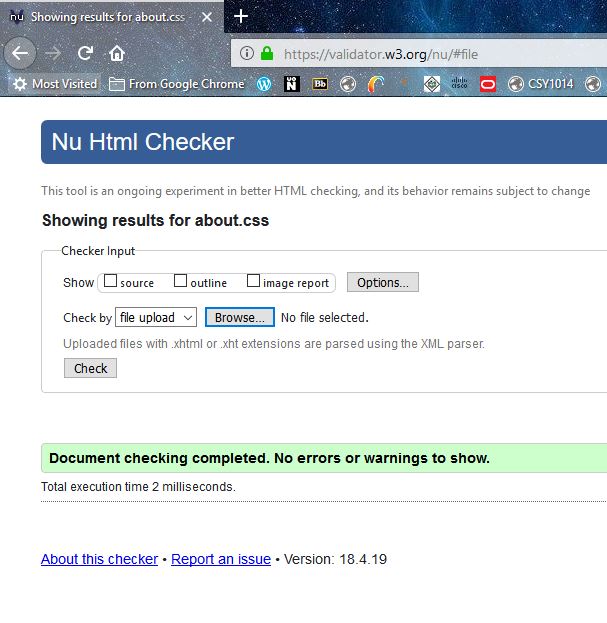 nu Showing results for about.css
https://validator.w3.org/nu/#file
Most Visited From Google Chrome UoN Bb cisco CSY1014
Nu Html Checker
This tool is an ongoing experiment in better HTML checking, and its behavior remains subject to change
Showing results for about.css
Checker Input
Show source outline image report Options...
Check by file upload Browse... No file selected.
Uploaded files with .xhtml or .xht extensions are parsed using the XML parser.
Check
Document checking completed. No errors or warnings to show.
Total execution time 2 milliseconds.
About this checker • Report an issue • Version: 18.4.19